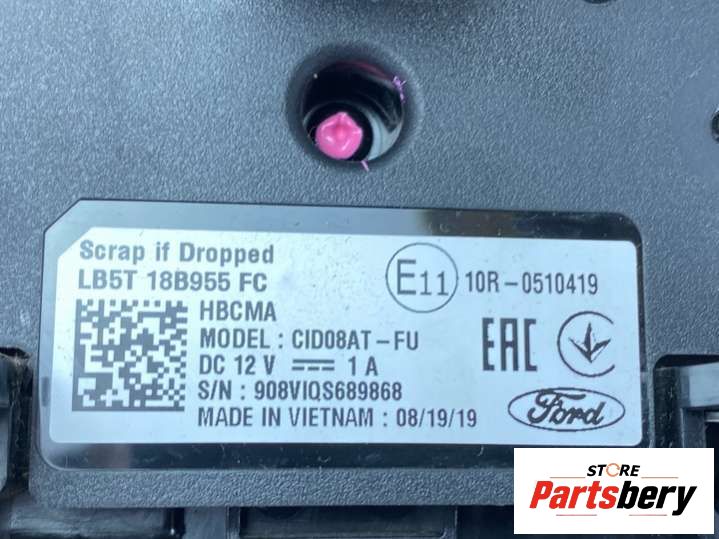 Scrap if Dropped
LB5T 18B955 FC
HBCMA
MODEL : CID08AT-FU
DC 12 V ⎓ 1 A
S/N : 908VIQS689868
MADE IN VIETNAM : 08/19/19
E11 10R-0510419
EAC
Ford
STORE
Partsbery